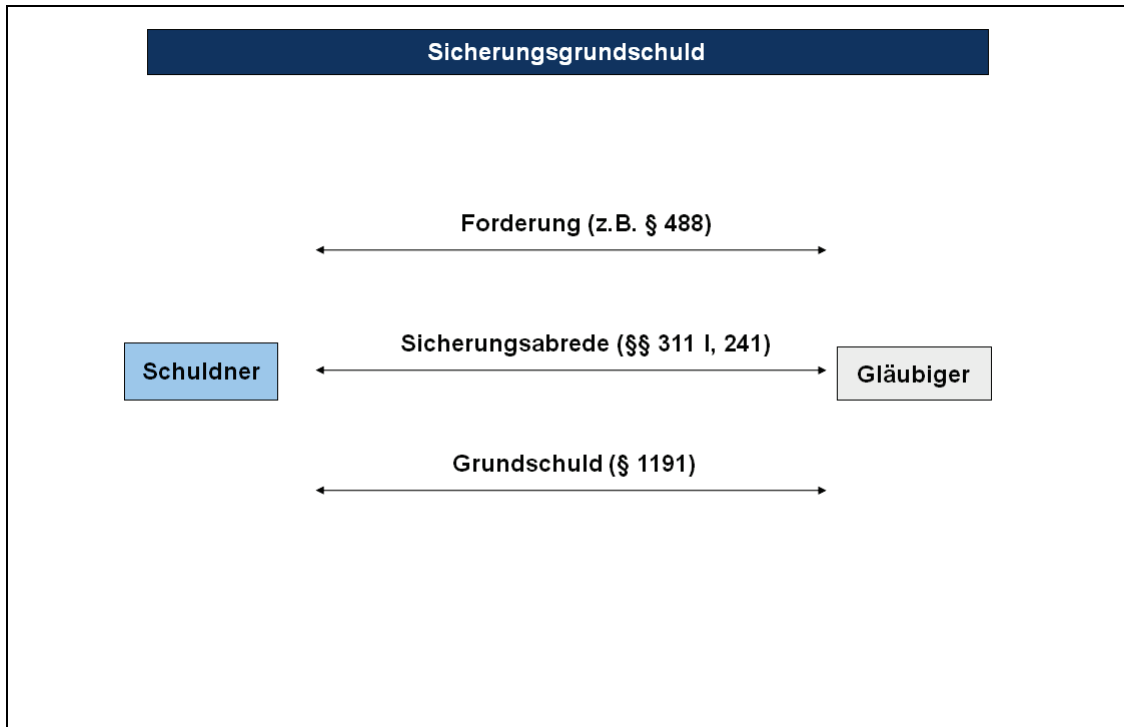 Sicherungsgrundschuld
Forderung (z.B. § 488)
Sicherungsabrede (§§ 311 I, 241)
Schuldner
Gläubiger
Grundschuld (§ 1191)